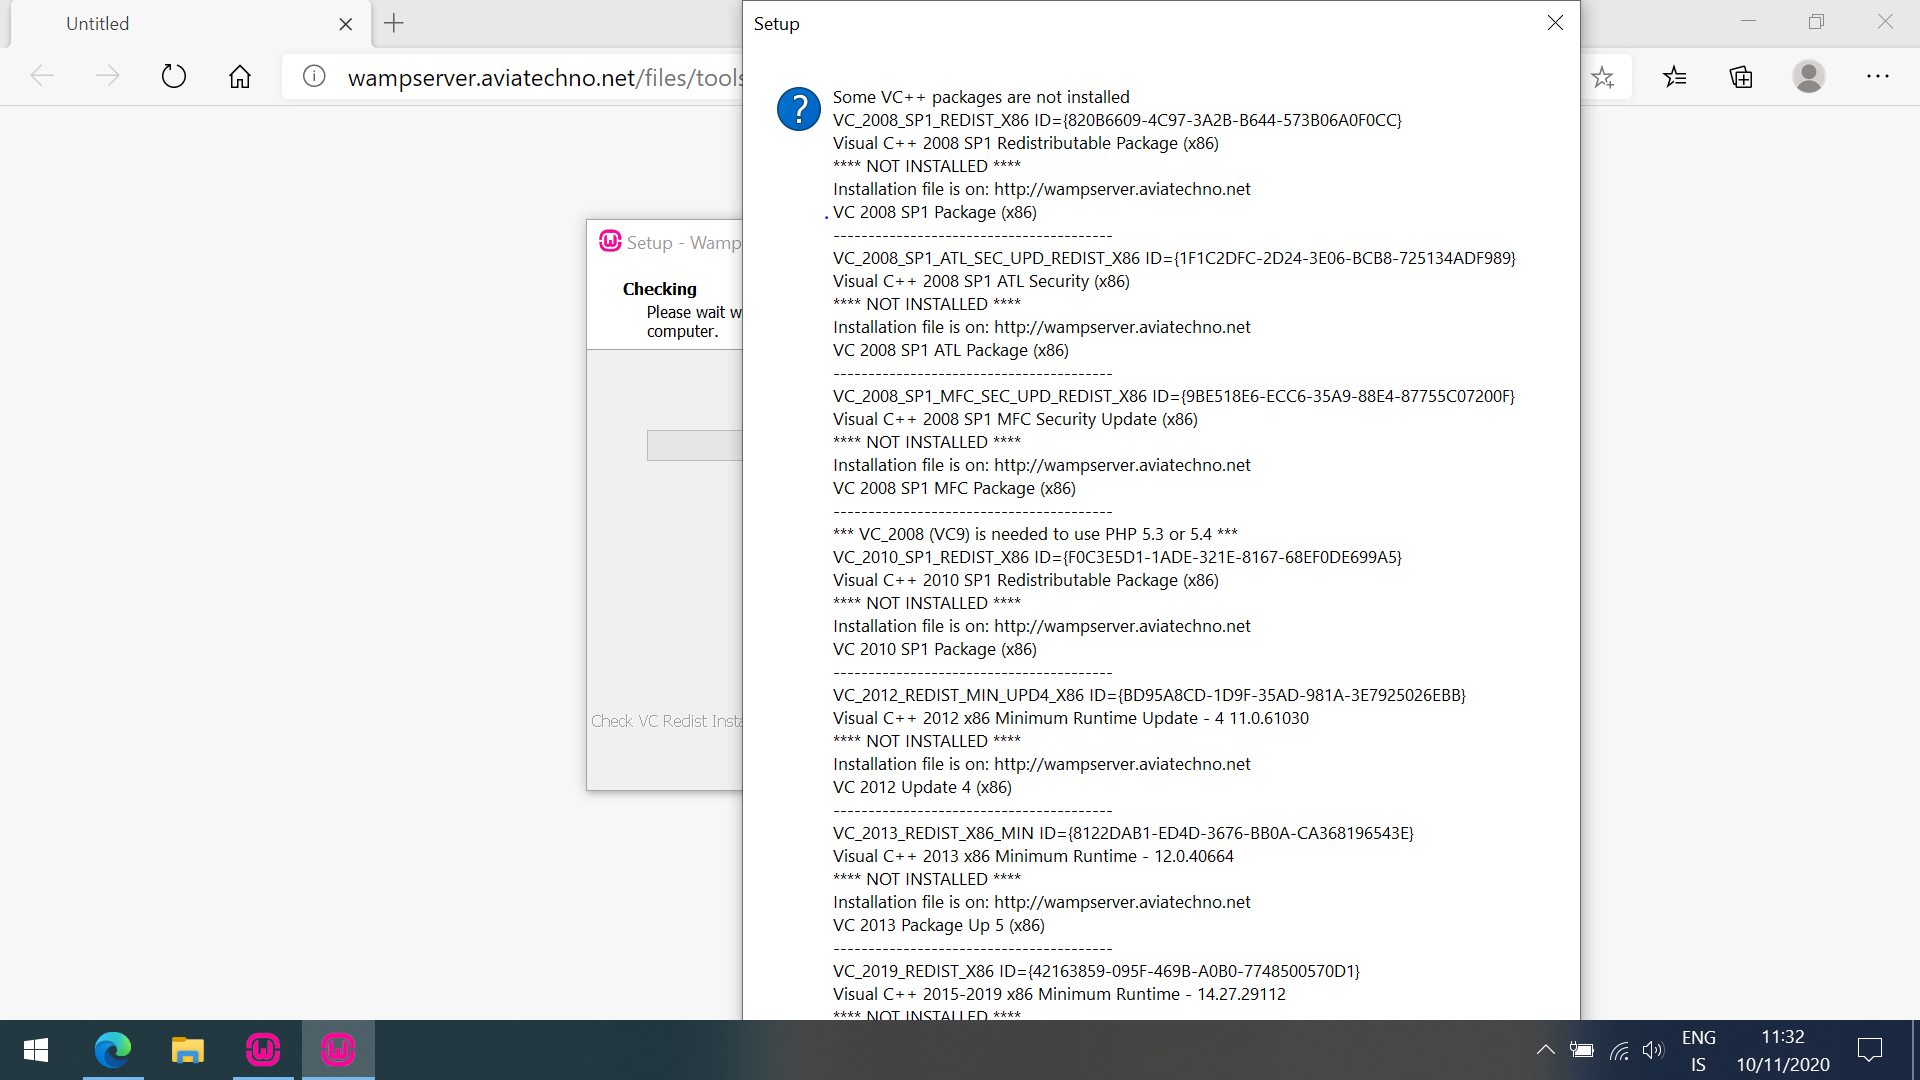 Untitled
Setup
wampserver.aviatechno.net/files/tools
Some VC++ packages are not installed
VC_2008_SP1_REDIST_X86 ID={820B6609-4C97-3A2B-B644-573B06A0F0CC}
Visual C++ 2008 SP1 Redistributable Package (x86)
**** NOT INSTALLED ****
Installation file is on: http://wampserver.aviatechno.net
VC 2008 SP1 Package (x86)
----------------------------------------
VC_2008_SP1_ATL_SEC_UPD_REDIST_X86 ID={1F1C2DFC-2D24-3E06-BCB8-725134ADF989}
Visual C++ 2008 SP1 ATL Security (x86)
**** NOT INSTALLED ****
Installation file is on: http://wampserver.aviatechno.net
VC 2008 SP1 ATL Package (x86)
----------------------------------------
VC_2008_SP1_MFC_SEC_UPD_REDIST_X86 ID={9BE518E6-ECC6-35A9-88E4-87755C07200F}
Visual C++ 2008 SP1 MFC Security Update (x86)
**** NOT INSTALLED ****
Installation file is on: http://wampserver.aviatechno.net
VC 2008 SP1 MFC Package (x86)
----------------------------------------
*** VC_2008 (VC9) is needed to use PHP 5.3 or 5.4 ***
VC_2010_SP1_REDIST_X86 ID={F0C3E5D1-1ADE-321E-8167-68EF0DE699A5}
Visual C++ 2010 SP1 Redistributable Package (x86)
**** NOT INSTALLED ****
Installation file is on: http://wampserver.aviatechno.net
VC 2010 SP1 Package (x86)
----------------------------------------
VC_2012_REDIST_MIN_UPD4_X86 ID={BD95A8CD-1D9F-35AD-981A-3E7925026EBB}
Visual C++ 2012 x86 Minimum Runtime Update - 4 11.0.61030
**** NOT INSTALLED ****
Installation file is on: http://wampserver.aviatechno.net
VC 2012 Update 4 (x86)
----------------------------------------
VC_2013_REDIST_X86_MIN ID={8122DAB1-ED4D-3676-BB0A-CA368196543E}
Visual C++ 2013 x86 Minimum Runtime - 12.0.40664
**** NOT INSTALLED ****
Installation file is on: http://wampserver.aviatechno.net
VC 2013 Package Up 5 (x86)
----------------------------------------
VC_2019_REDIST_X86 ID={42163859-095F-469B-A0B0-7748500570D1}
Visual C++ 2015-2019 x86 Minimum Runtime - 14.27.29112
**** NOT INSTALLED ****
Setup - Wamp
Checking
Please wait w
computer.
Check VC Redist Insta
ENG
IS
11:32
10/11/2020